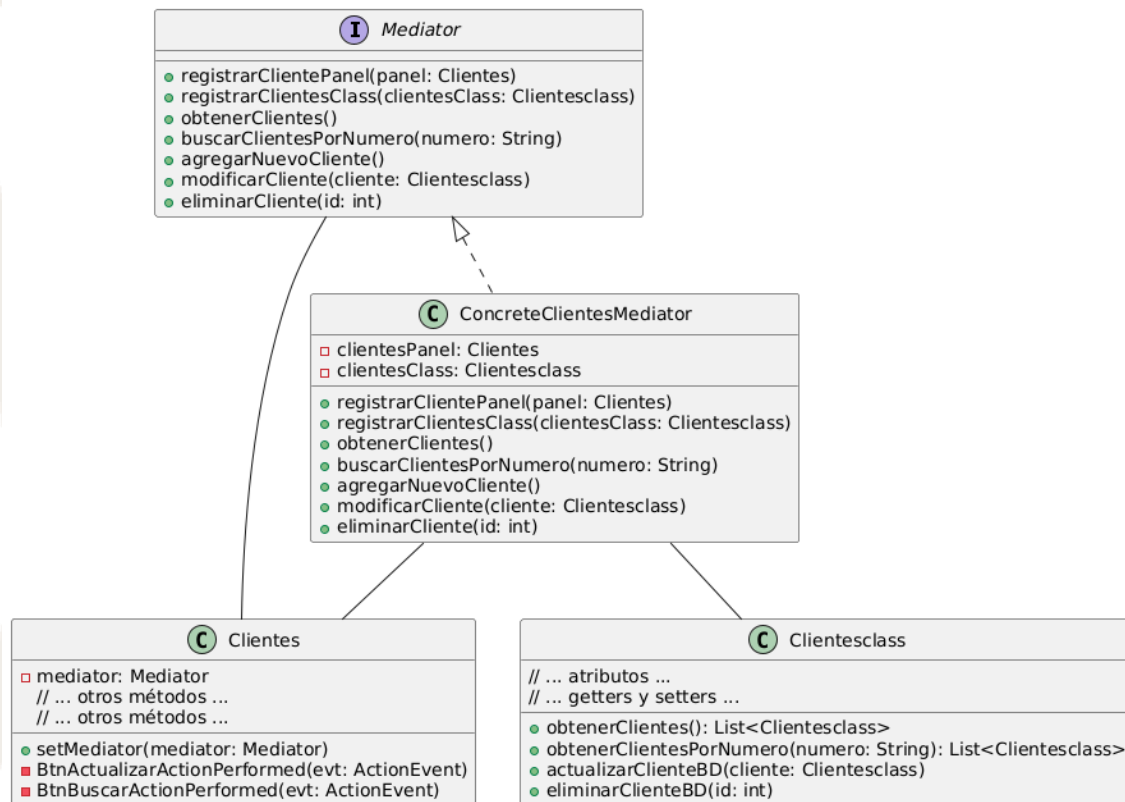 I Mediator
registrarClientePanel(panel: Clientes)
registrarClientesClass(clientesClass: Clientesclass)
obtenerClientes()
buscarClientesPorNumero(numero: String)
agregarNuevoCliente()
modificarCliente(cliente: Clientesclass)
eliminarCliente(id: int)
C ConcreteClientesMediator
clientesPanel: Clientes
clientesClass: Clientesclass
registrarClientePanel(panel: Clientes)
registrarClientesClass(clientesClass: Clientesclass)
obtenerClientes()
buscarClientesPorNumero(numero: String)
agregarNuevoCliente()
modificarCliente(cliente: Clientesclass)
eliminarCliente(id: int)
C Clientes
mediator: Mediator
// ... otros métodos ...
// ... otros métodos ...
setMediator(mediator: Mediator)
BtnActualizarActionPerformed(evt: ActionEvent)
BtnBuscarActionPerformed(evt: ActionEvent)
C Clientesclass
// ... atributos ...
// ... getters y setters ...
obtenerClientes(): List<Clientesclass>
obtenerClientesPorNumero(numero: String): List<Clientesclass>
actualizarClienteBD(cliente: Clientesclass)
eliminarClienteBD(id: int)